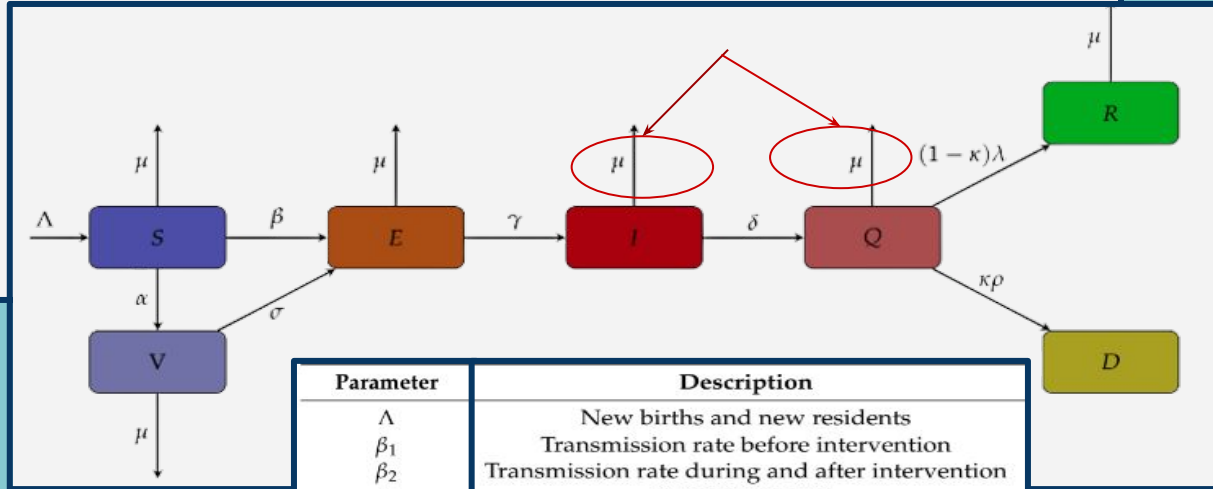 μ
R
μ
μ
μ
μ
(1 − κ)λ
Λ
S
β
E
γ
I
δ
Q
α
σ
κρ
V
D
μ
Parameter Description
Λ New births and new residents
β₁ Transmission rate before intervention
β₂ Transmission rate during and after intervention